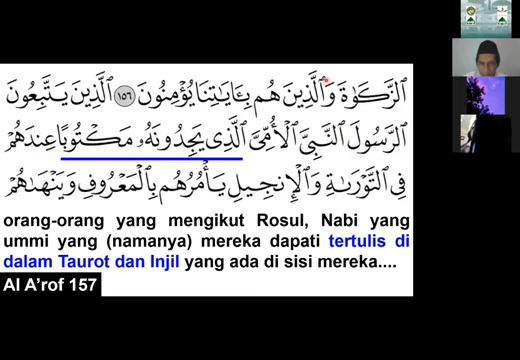 ٱلزَّكَوٰةَ وَٱلَّذِينَ هُم بِـَٔايَـٰتِنَا يُؤْمِنُونَ ١٥٦ ٱلَّذِينَ يَتَّبِعُونَ
ٱلرَّسُولَ ٱلنَّبِىَّ ٱلْأُمِّىَّ ٱلَّذِى يَجِدُونَهُۥ مَكْتُوبًا عِندَهُمْ
فِى ٱلتَّوْرَىٰةِ وَٱلْإِنجِيلِ يَأْمُرُهُم بِٱلْمَعْرُوفِ وَيَنْهَىٰهُمْ
orang-orang yang mengikut Rosul, Nabi yang
ummi yang (namanya) mereka dapati tertulis di
dalam Taurot dan Injil yang ada di sisi mereka....
Al A’rof 157